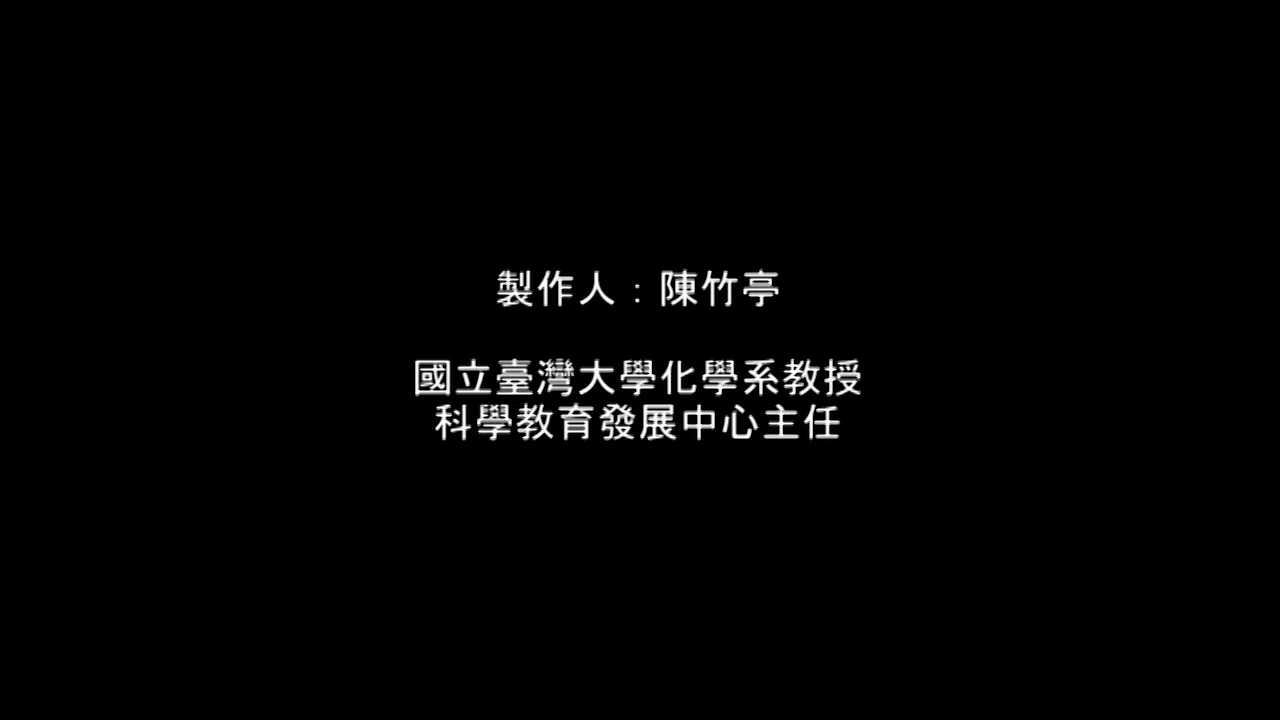 製作人：陳竹亭
國立臺灣大學化學系教授
科學教育發展中心主任